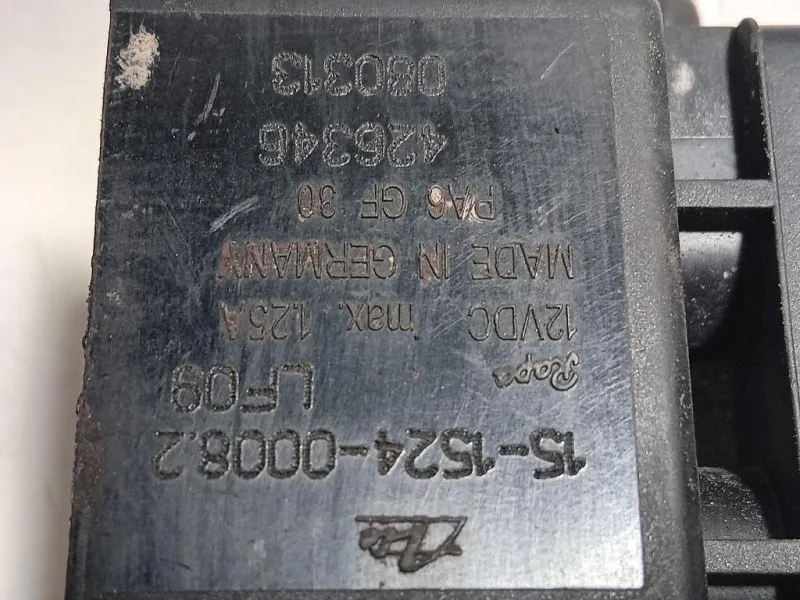 15-1524-0008.2
Rapa LF09
12VDC max. 1.25A
MADE IN GERMANY
PA6 GF 30
426346
080313